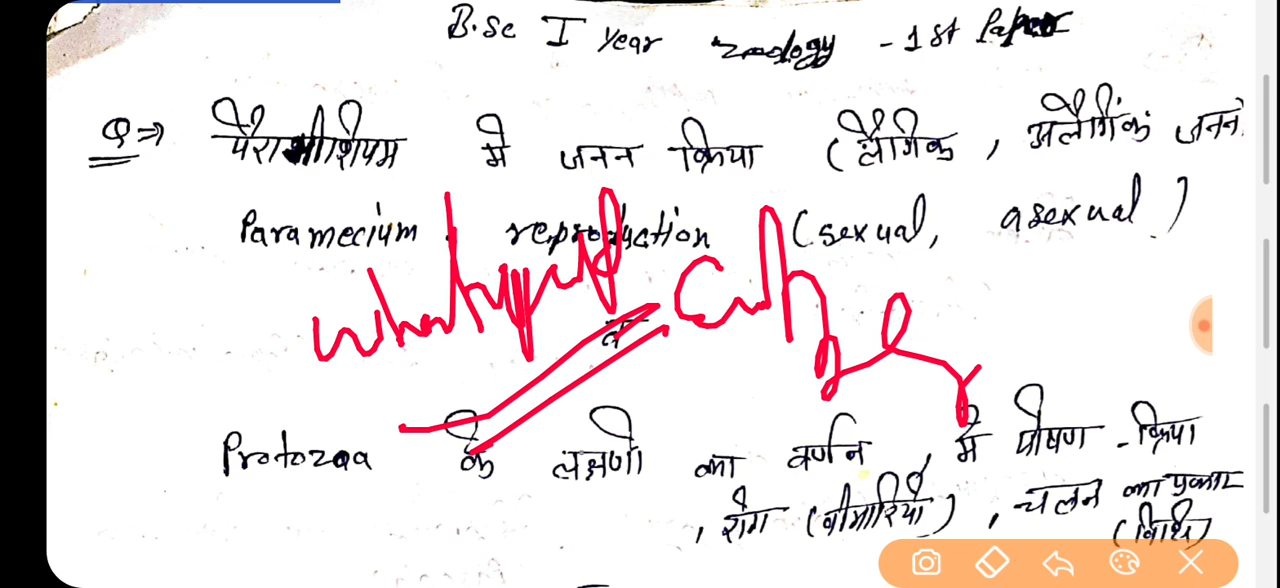 B.Sc I year zoology - 1st Paper
Q⇒ पैरामीशियम में जनन क्रिया (लैंगिक, अलैंगिक जनन
Paramecium reproduction (sexual, asexual)
Protozoa के लक्षणों का वर्णन, में पोषण - क्रिया
, रोग (बीमारियाँ), चलन का प्रकार
(विधि)